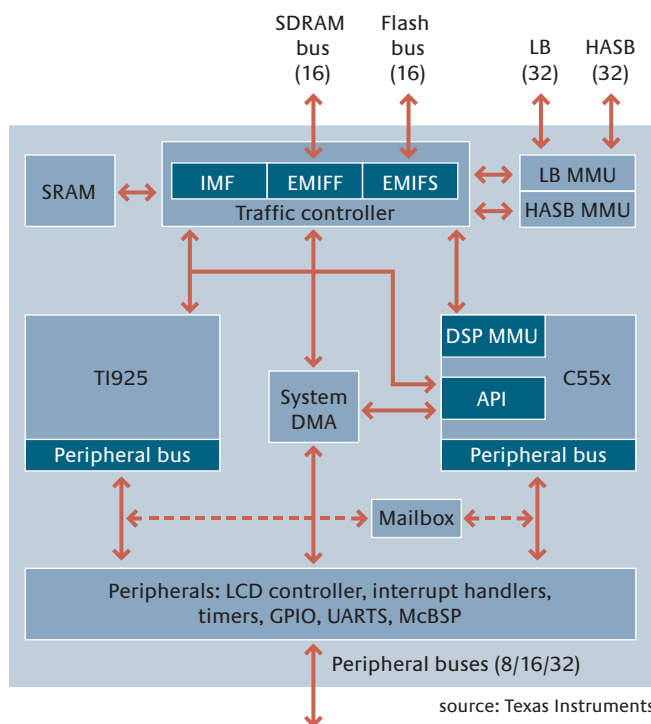 SDRAM bus (16)
Flash bus (16)
LB (32)
HASB (32)
SRAM
IMF
EMIFF
EMIFS
Traffic controller
LB MMU
HASB MMU
TI925
Peripheral bus
System DMA
DSP MMU
C55x
API
Peripheral bus
Mailbox
Peripherals: LCD controller, interrupt handlers,
timers, GPIO, UARTS, McBSP
Peripheral buses (8/16/32)
source: Texas Instruments